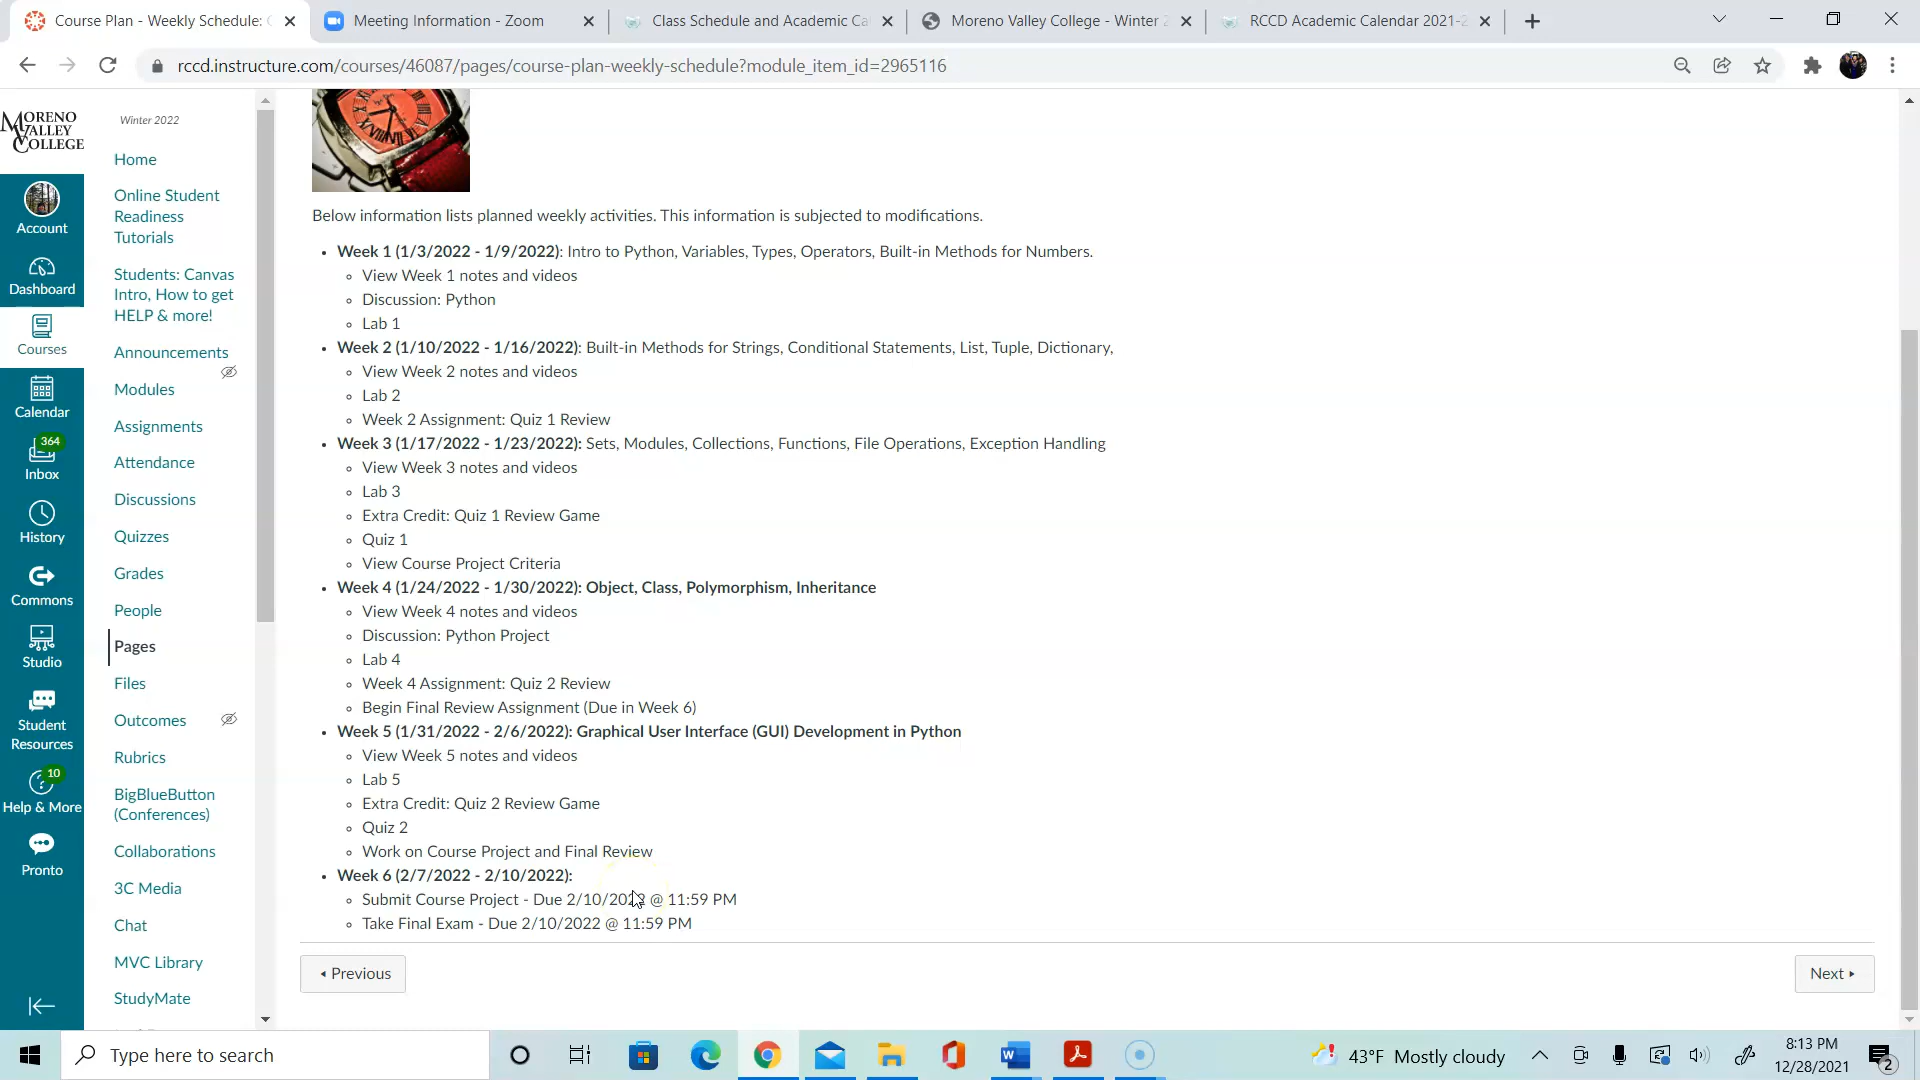 Course Plan - Weekly Schedule: C
Meeting Information - Zoom
Class Schedule and Academic Ca
Moreno Valley College - Winter 2
RCCD Academic Calendar 2021-2
rccd.instructure.com/courses/46087/pages/course-plan-weekly-schedule?module_item_id=2965116
MORENO
VALLEY
COLLEGE
Account
Dashboard
Courses
Calendar
364
Inbox
History
Commons
Studio
Student
Resources
10
Help & More
Pronto
Winter 2022
Home
Online Student
Readiness
Tutorials
Students: Canvas
Intro, How to get
HELP & more!
Announcements
Modules
Assignments
Attendance
Discussions
Quizzes
Grades
People
Pages
Files
Outcomes
Rubrics
BigBlueButton
(Conferences)
Collaborations
3C Media
Chat
MVC Library
StudyMate
Below information lists planned weekly activities. This information is subjected to modifications.
Week 1 (1/3/2022 - 1/9/2022): Intro to Python, Variables, Types, Operators, Built-in Methods for Numbers.
View Week 1 notes and videos
Discussion: Python
Lab 1
Week 2 (1/10/2022 - 1/16/2022): Built-in Methods for Strings, Conditional Statements, List, Tuple, Dictionary,
View Week 2 notes and videos
Lab 2
Week 2 Assignment: Quiz 1 Review
Week 3 (1/17/2022 - 1/23/2022): Sets, Modules, Collections, Functions, File Operations, Exception Handling
View Week 3 notes and videos
Lab 3
Extra Credit: Quiz 1 Review Game
Quiz 1
View Course Project Criteria
Week 4 (1/24/2022 - 1/30/2022): Object, Class, Polymorphism, Inheritance
View Week 4 notes and videos
Discussion: Python Project
Lab 4
Week 4 Assignment: Quiz 2 Review
Begin Final Review Assignment (Due in Week 6)
Week 5 (1/31/2022 - 2/6/2022): Graphical User Interface (GUI) Development in Python
View Week 5 notes and videos
Lab 5
Extra Credit: Quiz 2 Review Game
Quiz 2
Work on Course Project and Final Review
Week 6 (2/7/2022 - 2/10/2022):
Submit Course Project - Due 2/10/2022 @ 11:59 PM
Take Final Exam - Due 2/10/2022 @ 11:59 PM
Previous
Next
Type here to search
43°F Mostly cloudy
8:13 PM
12/28/2021
2